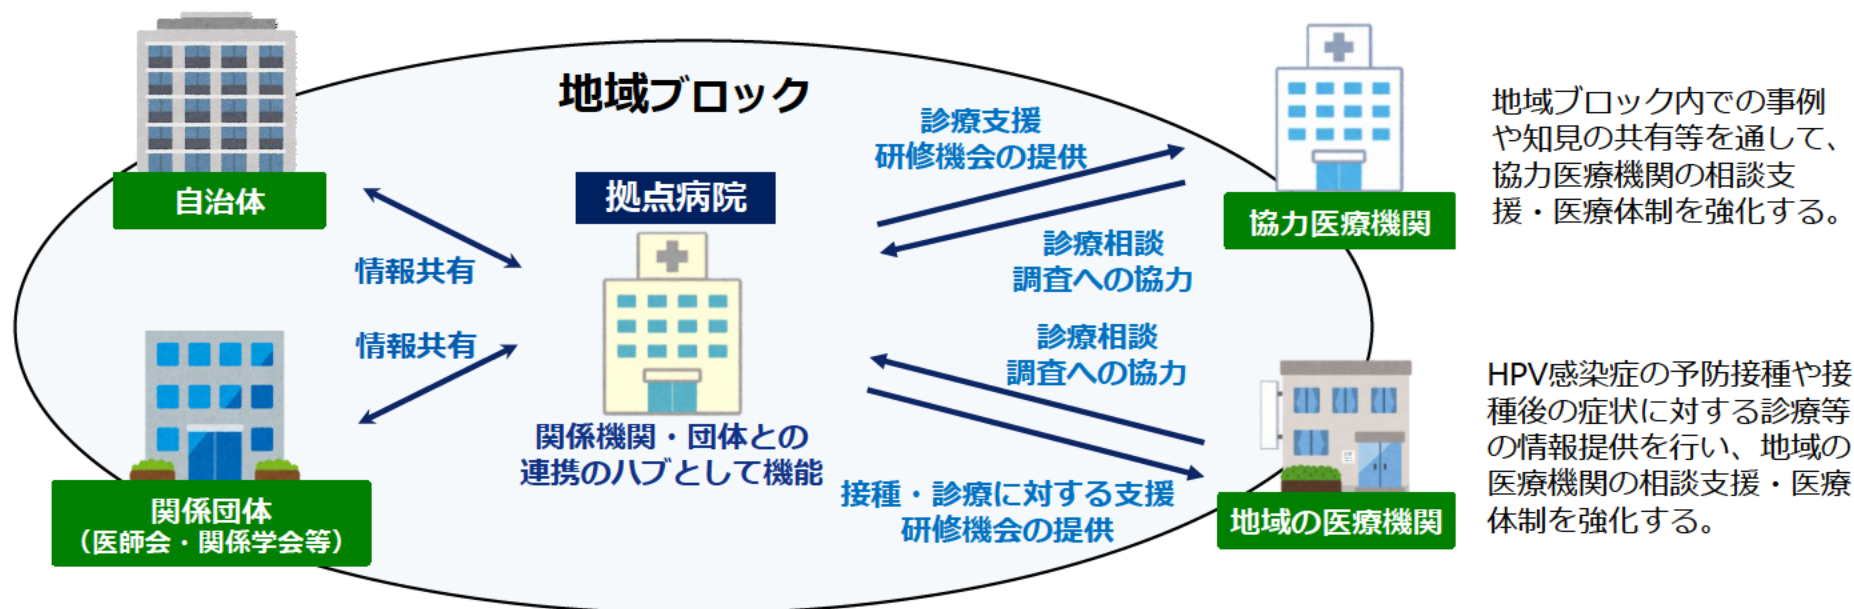 地域ブロック
自治体
情報共有
情報共有
関係団体
（医師会・関係学会等）
拠点病院
関係機関・団体との
連携のハブとして機能
診療支援
研修機会の提供
診療相談
調査への協力
診療相談
調査への協力
接種・診療に対する支援
研修機会の提供
協力医療機関
地域の医療機関
地域ブロック内での事例
や知見の共有等を通して、
協力医療機関の相談支
援・医療体制を強化する。
HPV感染症の予防接種や接
種後の症状に対する診療等
の情報提供を行い、地域の
医療機関の相談支援・医療
体制を強化する。